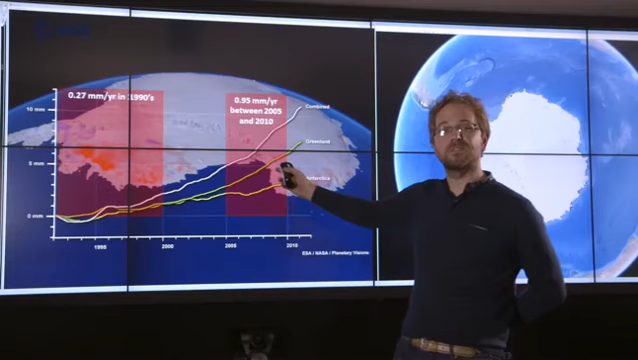 esa
0.27 mm/yr in 1990's
0.95 mm/yr
between 2005
and 2010
10 mm
5 mm
0 mm
Combined
Greenland
Antarctica
1995
2000
2005
2010
ESA / NASA / Planetary Visions